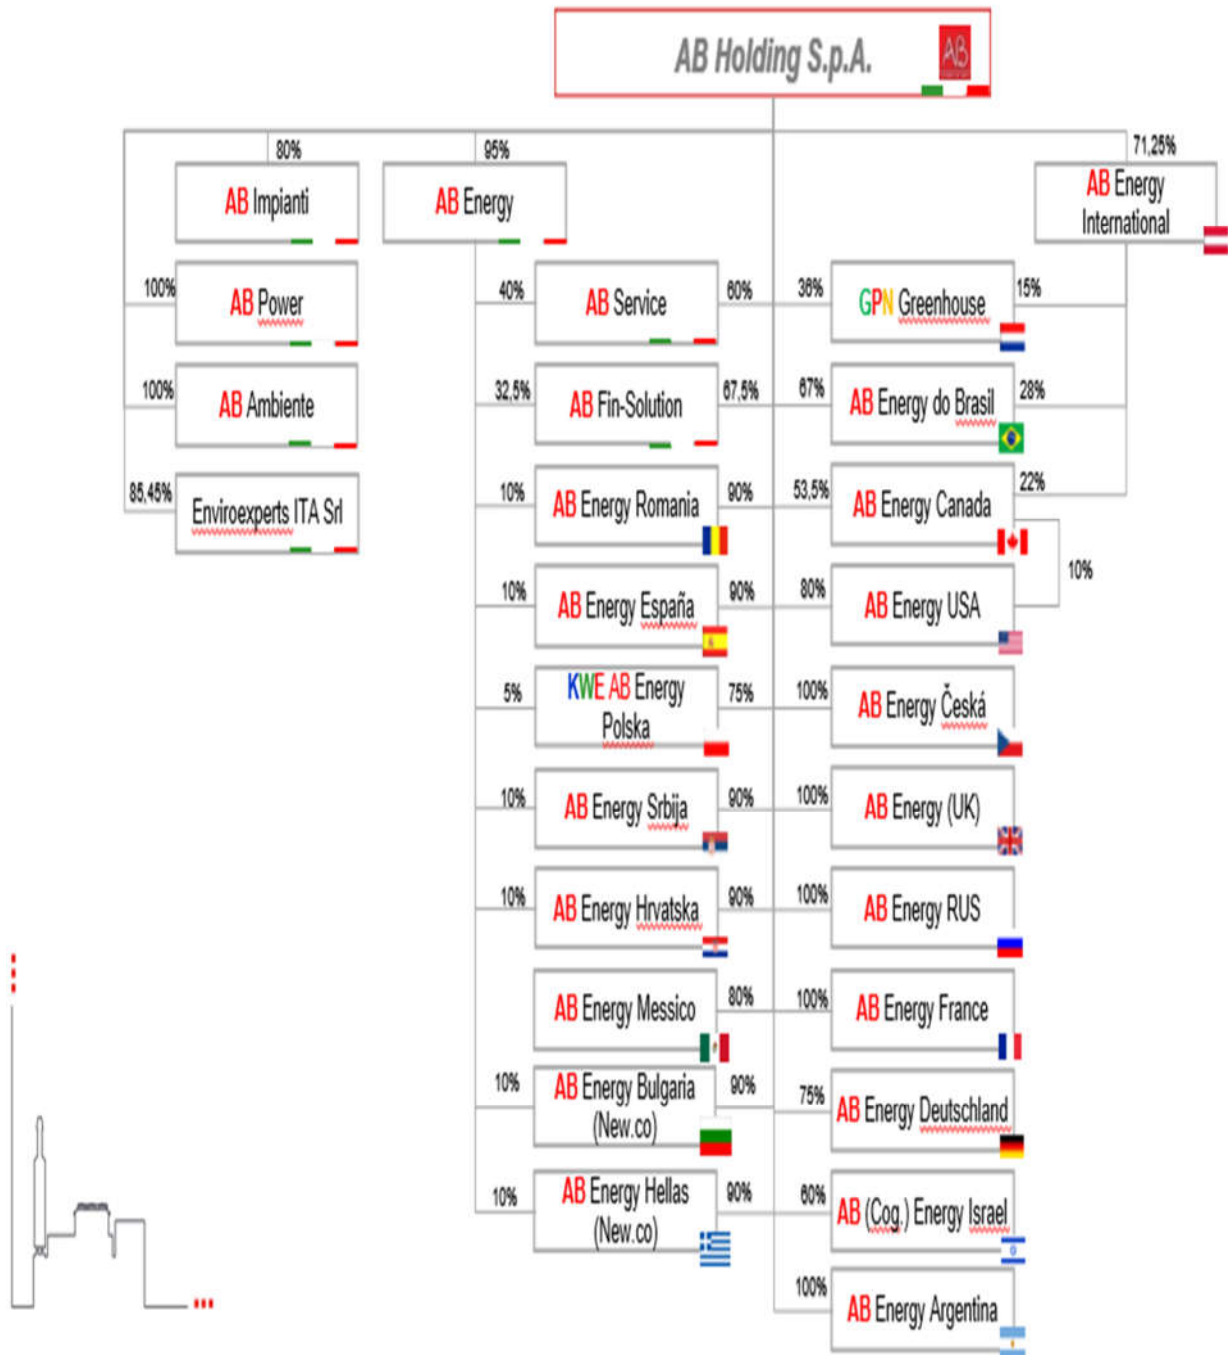 AB Holding S.p.A.
AB
80%
95%
71,25%
AB Impianti
AB Energy
AB Energy
International
100%
AB Power
40%
AB Service
60%
36%
GPN Greenhouse
15%
100%
AB Ambiente
32,5%
AB Fin-Solution
67,5%
67%
AB Energy do Brasil
28%
85,45%
Enviroexperts ITA Srl
10%
AB Energy Romania
90%
53,5%
AB Energy Canada
22%
10%
10%
AB Energy España
90%
80%
AB Energy USA
5%
KWE AB Energy
Polska
75%
100%
AB Energy Česká
10%
AB Energy Srbija
90%
100%
AB Energy (UK)
10%
AB Energy Hrvatska
90%
100%
AB Energy RUS
AB Energy Messico
80%
100%
AB Energy France
10%
AB Energy Bulgaria
(New.co)
90%
75%
AB Energy Deutschland
10%
AB Energy Hellas
(New.co)
90%
60%
AB (Cog.) Energy Israel
100%
AB Energy Argentina